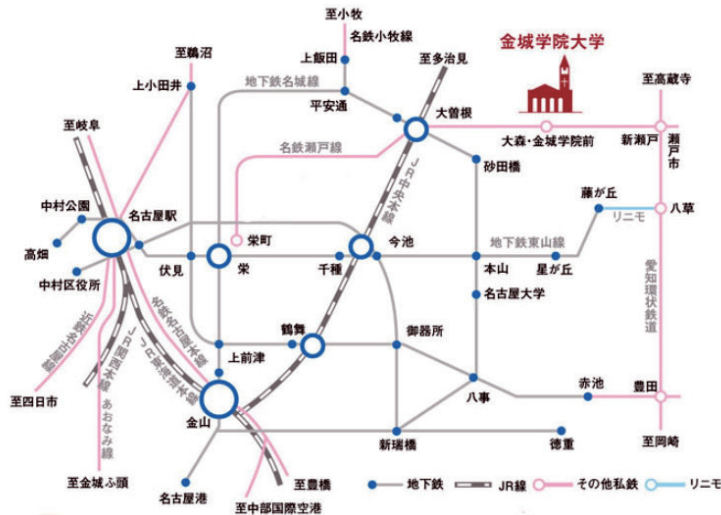 至小牧
名鉄小牧線
金城学院大学
至鵜沼
上飯田
至多治見
上小田井
地下鉄名城線
至高蔵寺
平安通
大曽根
至岐阜
大森・金城学院前
新瀬戸
瀬戸市
名鉄瀬戸線
砂田橋
JR中央本線
藤が丘
中村公園
名古屋駅
リニモ
八草
栄町
今池
地下鉄東山線
高畑
伏見
栄
千種
本山
星が丘
中村区役所
名古屋大学
愛知環状鉄道
名鉄名古屋本線
鶴舞
御器所
近鉄名古屋線
JR関西本線
JR東海道本線
上前津
赤池
豊田
至四日市
あおなみ線
金山
八事
新瑞橋
徳重
至岡崎
至金城ふ頭
名古屋港
至豊橋
至中部国際空港
地下鉄
JR線
その他私鉄
リニモ